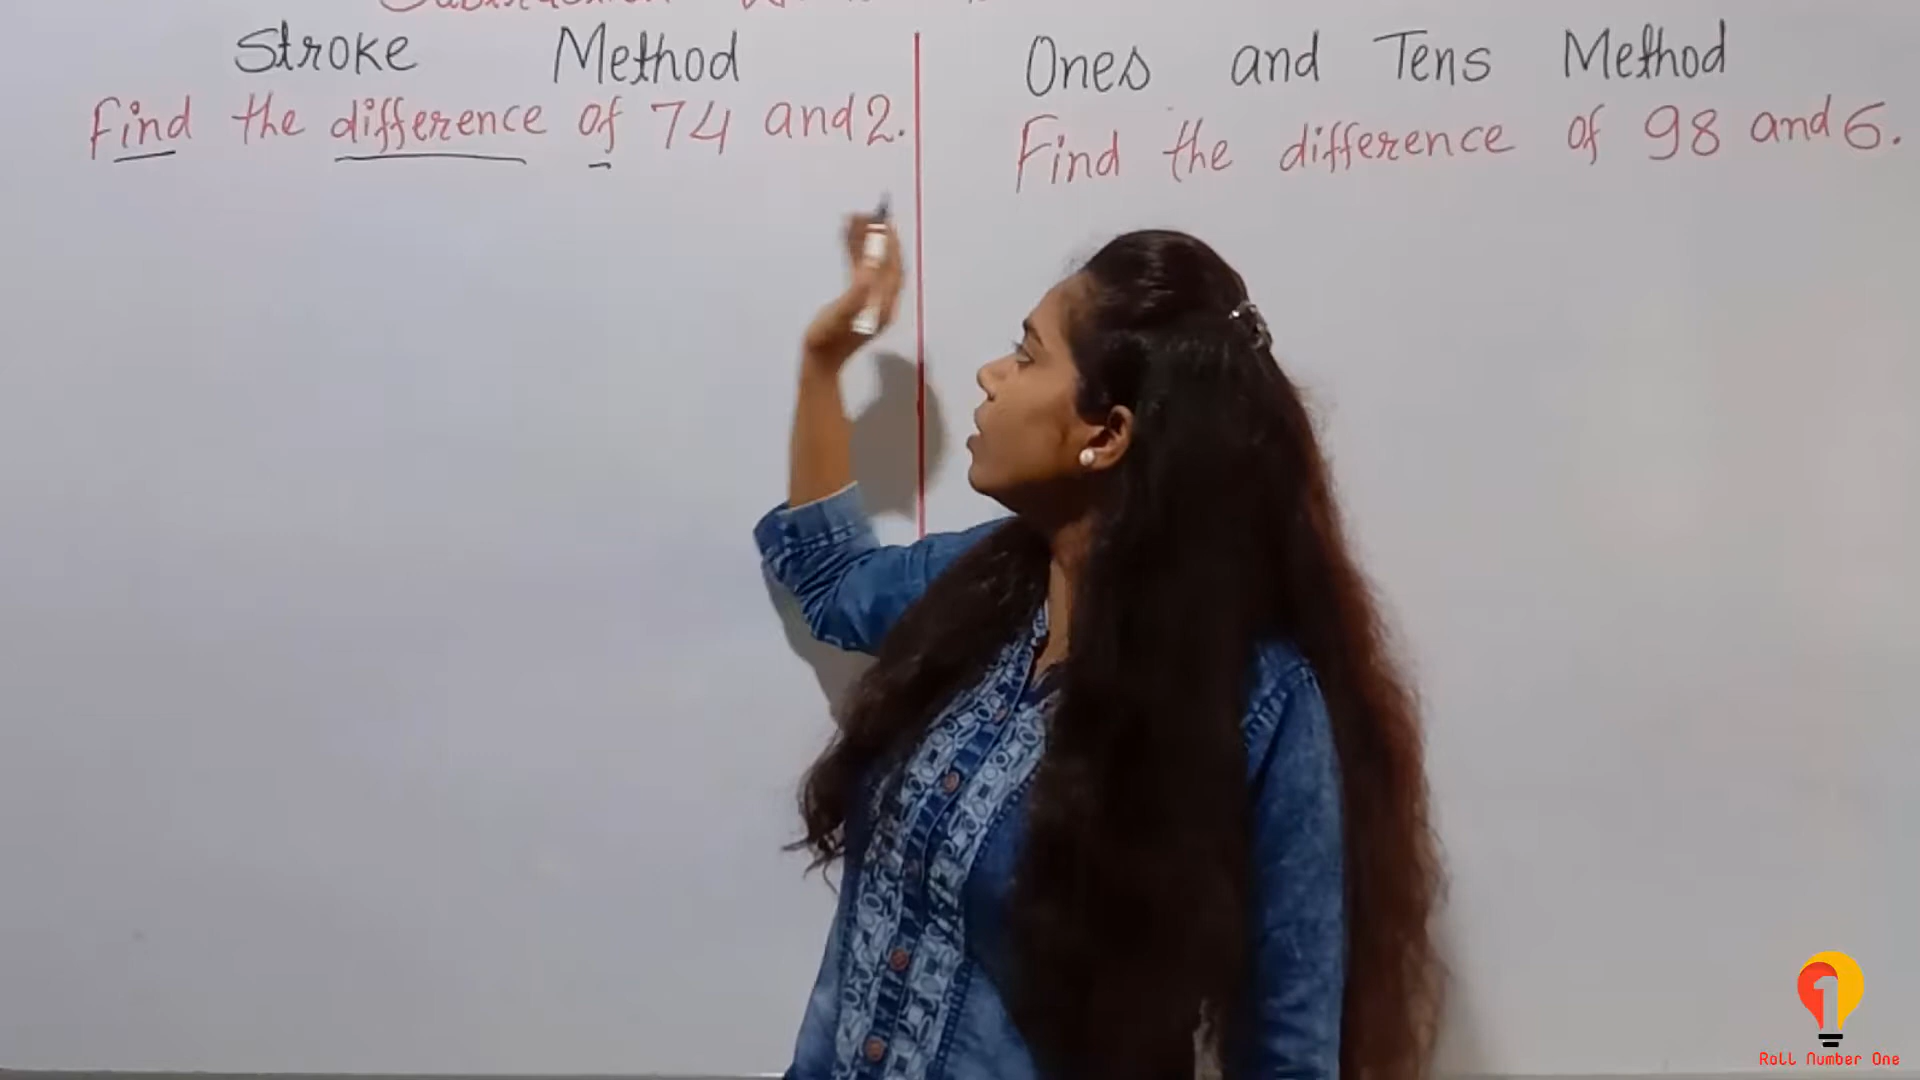 Stroke Method
Find the difference of 74 and 2.
Ones and Tens Method
Find the difference of 98 and 6.
1
Roll Number One